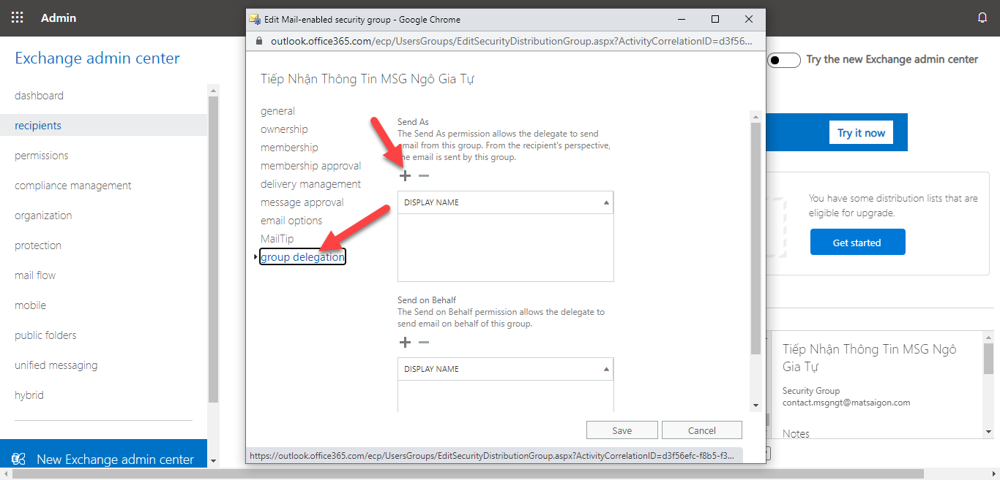 Admin
Exchange admin center
dashboard
recipients
permissions
compliance management
organization
protection
mail flow
mobile
public folders
unified messaging
hybrid
New Exchange admin center
Edit Mail-enabled security group - Google Chrome
outlook.office365.com/ecp/UsersGroups/EditSecurityDistributionGroup.aspx?ActivityCorrelationID=d3f56...
Tiếp Nhận Thông Tin MSG Ngô Gia Tự
general
ownership
membership
membership approval
delivery management
message approval
email options
MailTip
group delegation
Send As
The Send As permission allows the delegate to send
email from this group. From the recipient's perspective,
the email is sent by this group.
DISPLAY NAME
Send on Behalf
The Send on Behalf permission allows the delegate to
send email on behalf of this group.
DISPLAY NAME
Save
Cancel
https://outlook.office365.com/ecp/UsersGroups/EditSecurityDistributionGroup.aspx?ActivityCorrelationID=d3f56efc-f8b5-f3...
Try the new Exchange admin center
Try it now
You have some distribution lists that are
eligible for upgrade.
Get started
Tiếp Nhận Thông Tin MSG Ngô
Gia Tự
Security Group
contact.msgngt@matsaigon.com
Notes